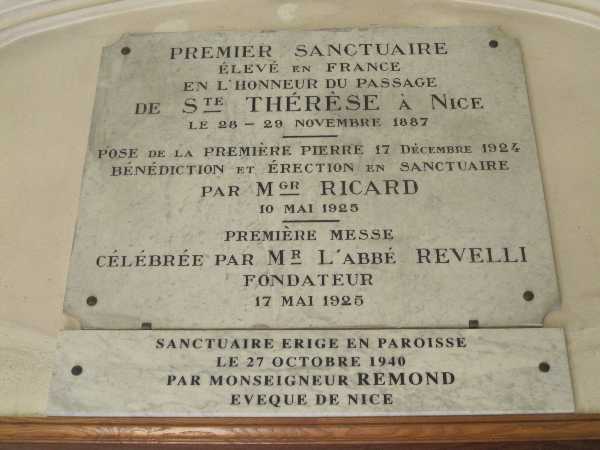 PREMIER SANCTUAIRE
ÉLEVÉ EN FRANCE
EN L'HONNEUR DU PASSAGE
DE STE THÉRÈSE À NICE
LE 28 - 29 NOVEMBRE 1887
POSE DE LA PREMIÈRE PIERRE 17 DÉCEMBRE 1924
BÉNÉDICTION ET ÉRECTION EN SANCTUAIRE
PAR MGR RICARD
10 MAI 1925
PREMIÈRE MESSE
CÉLÉBRÉE PAR MR L'ABBÉ REVELLI
FONDATEUR
17 MAI 1925
SANCTUAIRE ERIGE EN PAROISSE
LE 27 OCTOBRE 1940
PAR MONSEIGNEUR REMOND
EVEQUE DE NICE